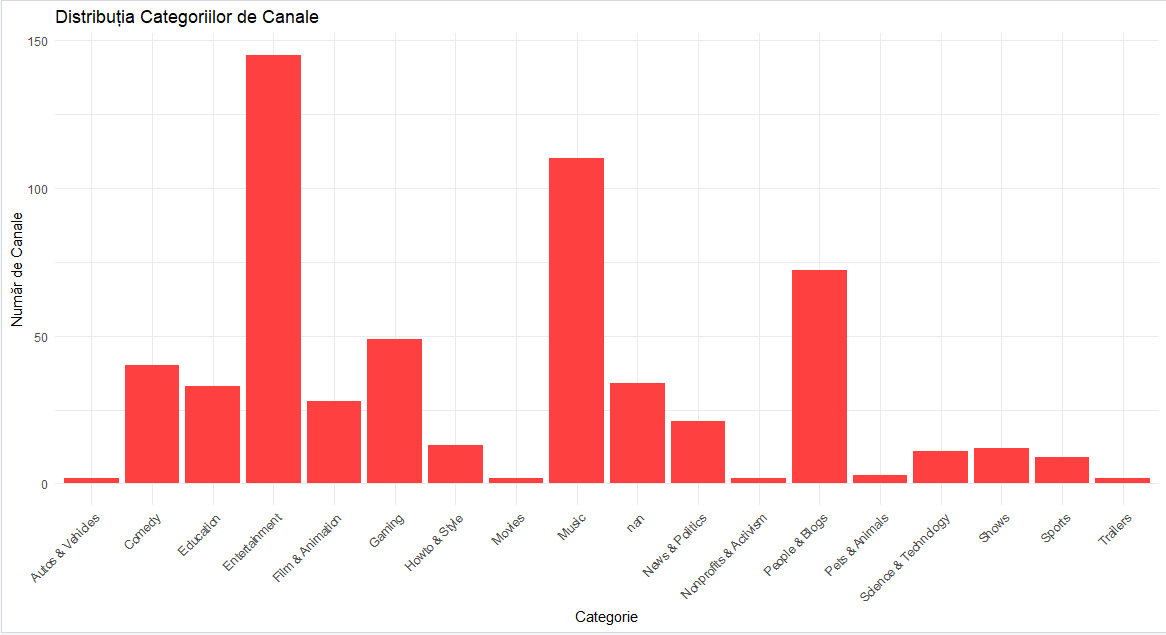 Distribuția Categoriilor de Canale
150
100
50
0
Număr de Canale
Autos & Vehicles
Comedy
Education
Entertainment
Film & Animation
Gaming
Howto & Style
Movies
Music
nan
News & Politics
Nonprofits & Activism
People & Blogs
Pets & Animals
Science & Technology
Shows
Sports
Trailers
Categorie